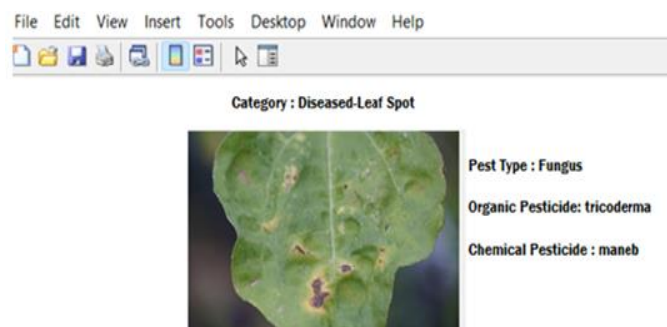 File Edit View Insert Tools Desktop Window Help
Category : Diseased-Leaf Spot
Pest Type : Fungus
Organic Pesticide: tricoderma
Chemical Pesticide : maneb